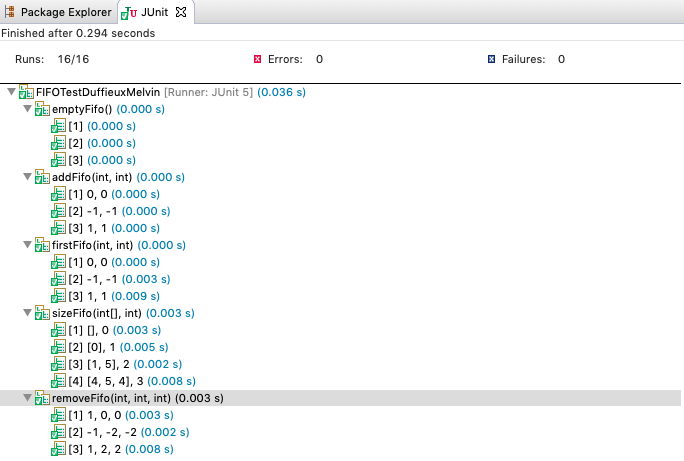 Package Explorer JUnit
Finished after 0.294 seconds
Runs: 16/16 Errors: 0 Failures: 0
FIFOTestDuffieuxMelvin [Runner: JUnit 5] (0.036 s)
emptyFifo() (0.000 s)
[1] (0.000 s)
[2] (0.000 s)
[3] (0.000 s)
addFifo(int, int) (0.000 s)
[1] 0, 0 (0.000 s)
[2] -1, -1 (0.000 s)
[3] 1, 1 (0.000 s)
firstFifo(int, int) (0.000 s)
[1] 0, 0 (0.000 s)
[2] -1, -1 (0.003 s)
[3] 1, 1 (0.009 s)
sizeFifo(int[], int) (0.003 s)
[1] [], 0 (0.003 s)
[2] [0], 1 (0.005 s)
[3] [1, 5], 2 (0.002 s)
[4] [4, 5, 4], 3 (0.008 s)
removeFifo(int, int, int) (0.003 s)
[1] 1, 0, 0 (0.003 s)
[2] -1, -2, -2 (0.002 s)
[3] 1, 2, 2 (0.008 s)